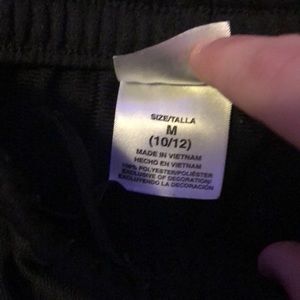 SIZE/TALLA
M
(10/12)
MADE IN VIETNAM
HECHO EN VIETNAM
100% POLYESTER/POLIÉSTER
EXCLUSIVE OF DECORATION/
EXCLUYENDO LA DECORACIÓN